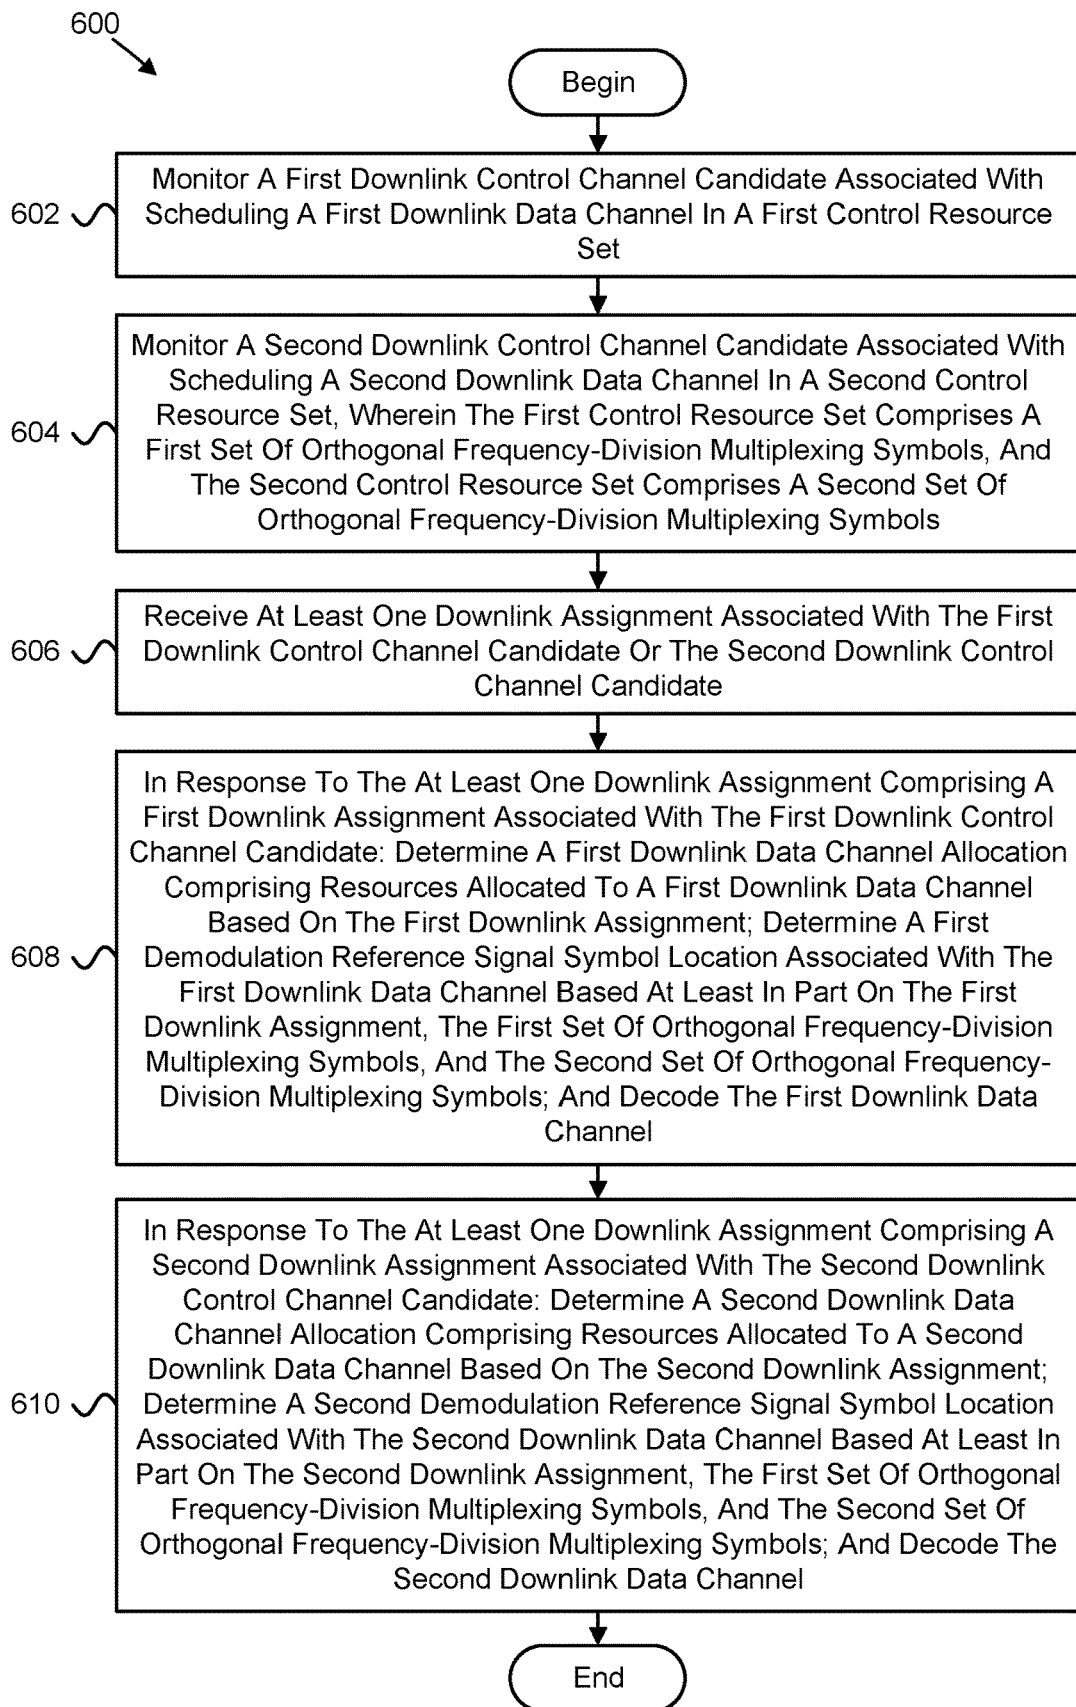 600
Begin
602
Monitor A First Downlink Control Channel Candidate Associated With
Scheduling A First Downlink Data Channel In A First Control Resource
Set
604
Monitor A Second Downlink Control Channel Candidate Associated With
Scheduling A Second Downlink Data Channel In A Second Control
Resource Set, Wherein The First Control Resource Set Comprises A
First Set Of Orthogonal Frequency-Division Multiplexing Symbols, And
The Second Control Resource Set Comprises A Second Set Of
Orthogonal Frequency-Division Multiplexing Symbols
606
Receive At Least One Downlink Assignment Associated With The First
Downlink Control Channel Candidate Or The Second Downlink Control
Channel Candidate
608
In Response To The At Least One Downlink Assignment Comprising A
First Downlink Assignment Associated With The First Downlink Control
Channel Candidate: Determine A First Downlink Data Channel Allocation
Comprising Resources Allocated To A First Downlink Data Channel
Based On The First Downlink Assignment; Determine A First
Demodulation Reference Signal Symbol Location Associated With The
First Downlink Data Channel Based At Least In Part On The First
Downlink Assignment, The First Set Of Orthogonal Frequency-Division
Multiplexing Symbols, And The Second Set Of Orthogonal Frequency-
Division Multiplexing Symbols; And Decode The First Downlink Data
Channel
610
In Response To The At Least One Downlink Assignment Comprising A
Second Downlink Assignment Associated With The Second Downlink
Control Channel Candidate: Determine A Second Downlink Data
Channel Allocation Comprising Resources Allocated To A Second
Downlink Data Channel Based On The Second Downlink Assignment;
Determine A Second Demodulation Reference Signal Symbol Location
Associated With The Second Downlink Data Channel Based At Least In
Part On The Second Downlink Assignment, The First Set Of Orthogonal
Frequency-Division Multiplexing Symbols, And The Second Set Of
Orthogonal Frequency-Division Multiplexing Symbols; And Decode The
Second Downlink Data Channel
End